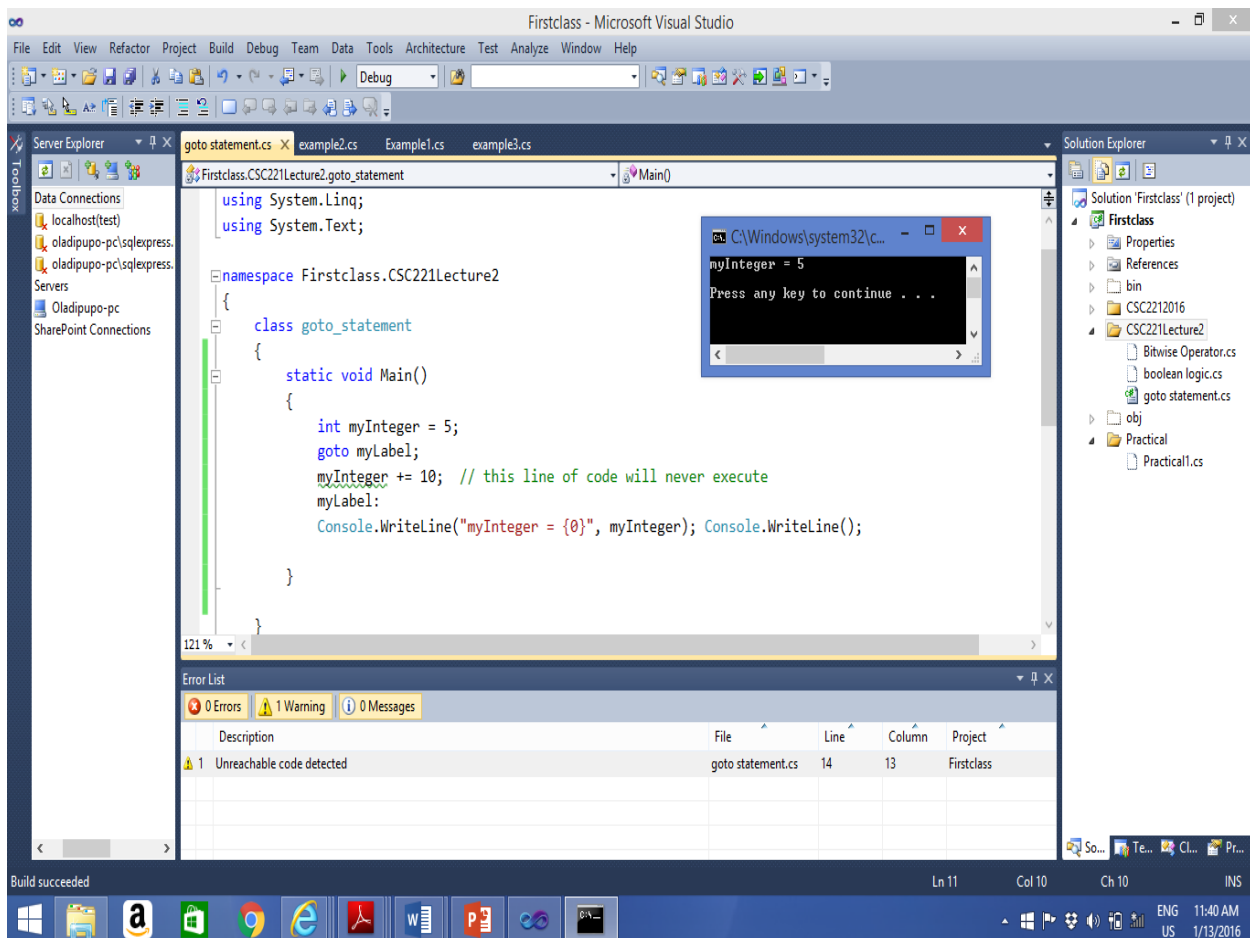 Firstclass - Microsoft Visual Studio
File Edit View Refactor Project Build Debug Team Data Tools Architecture Test Analyze Window Help
Debug
Toolbox
Server Explorer
Data Connections
localhost(test)
oladipupo-pc\sqlexpress.
oladipupo-pc\sqlexpress.
Servers
Oladipupo-pc
SharePoint Connections
goto statement.cs X example2.cs Example1.cs example3.cs
Firstclass.CSC221Lecture2.goto_statement Main()
using System.Linq;
using System.Text;
namespace Firstclass.CSC221Lecture2
{
class goto_statement
{
static void Main()
{
int myInteger = 5;
goto myLabel;
myInteger += 10; // this line of code will never execute
myLabel:
Console.WriteLine("myInteger = {0}", myInteger); Console.WriteLine();
}
}
121 %
C:\Windows\system32\c...
myInteger = 5
Press any key to continue . . .
Solution Explorer
Solution 'Firstclass' (1 project)
Firstclass
Properties
References
bin
CSC2212016
CSC221Lecture2
Bitwise Operator.cs
boolean logic.cs
goto statement.cs
obj
Practical
Practical1.cs
So... Te... Cl... Pr...
Error List
0 Errors 1 Warning 0 Messages
Description File Line Column Project
1 Unreachable code detected goto statement.cs 14 13 Firstclass
Build succeeded Ln 11 Col 10 Ch 10 INS
ENG 11:40 AM
US 1/13/2016